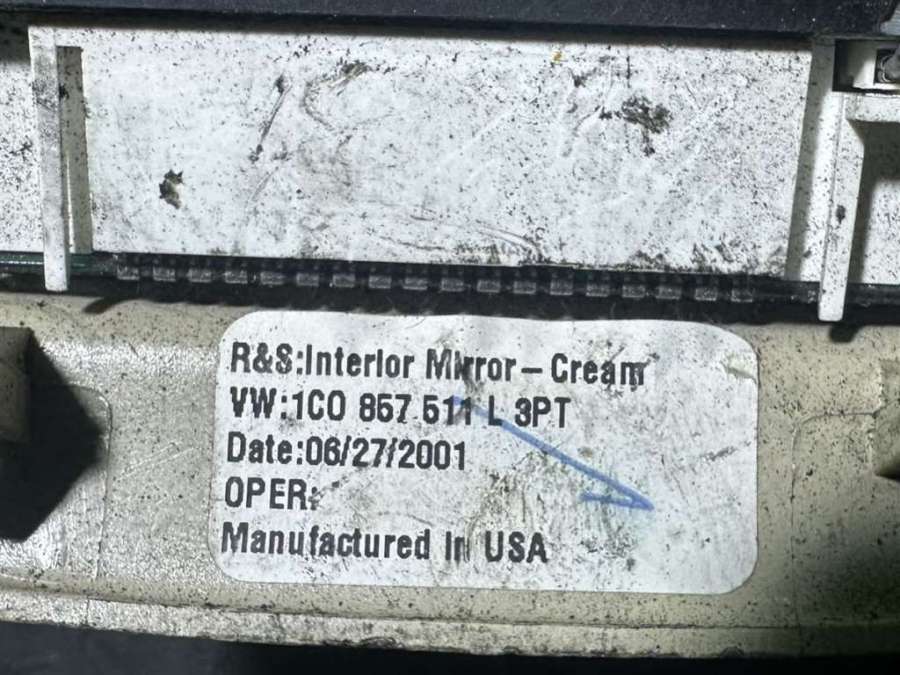 R&S:Interior Mirror-Cream
VW:1C0 857 511 L 3PT
Date:06/27/2001
OPER:
Manufactured In USA